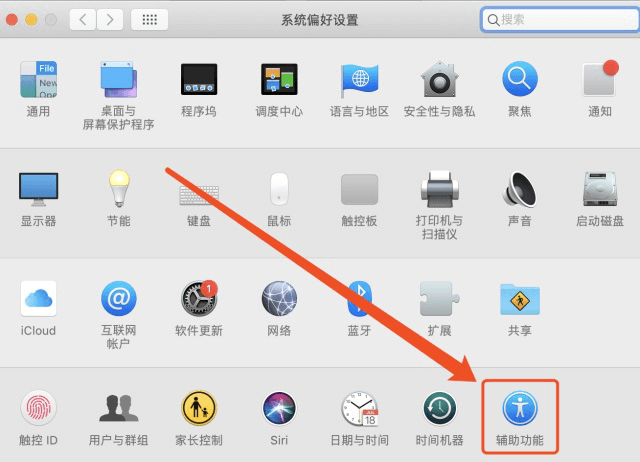 系统偏好设置
搜索
File
New
Ope
通用
桌面与
屏幕保护程序
程序坞
调度中心
语言与地区
安全性与隐私
聚焦
通知
显示器
节能
键盘
鼠标
触控板
打印机与
扫描仪
声音
启动磁盘
1
iCloud
互联网
帐户
软件更新
网络
蓝牙
扩展
共享
JUL
18
触控 ID
用户与群组
家长控制
Siri
日期与时间
时间机器
辅助功能